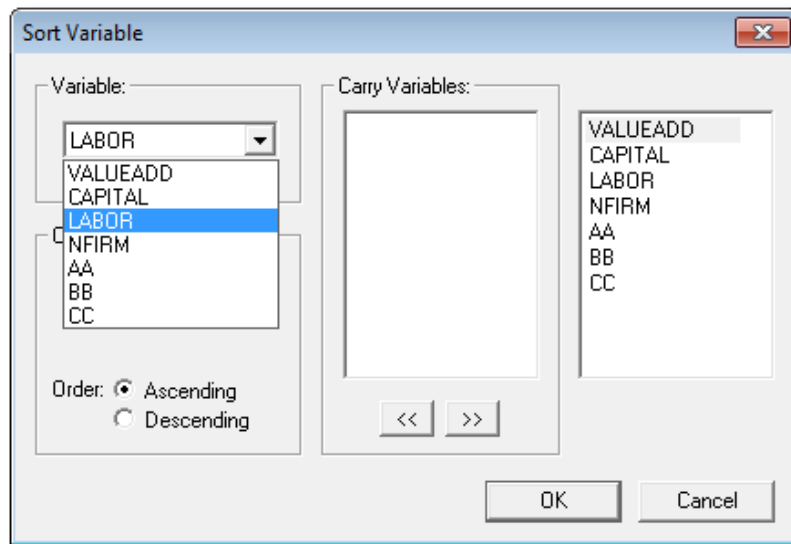 Sort Variable
Variable:
LABOR
VALUEADD
CAPITAL
LABOR
NFIRM
AA
BB
CC
Order:
Ascending
Descending
Carry Variables:
<<
>>
VALUEADD
CAPITAL
LABOR
NFIRM
AA
BB
CC
OK
Cancel